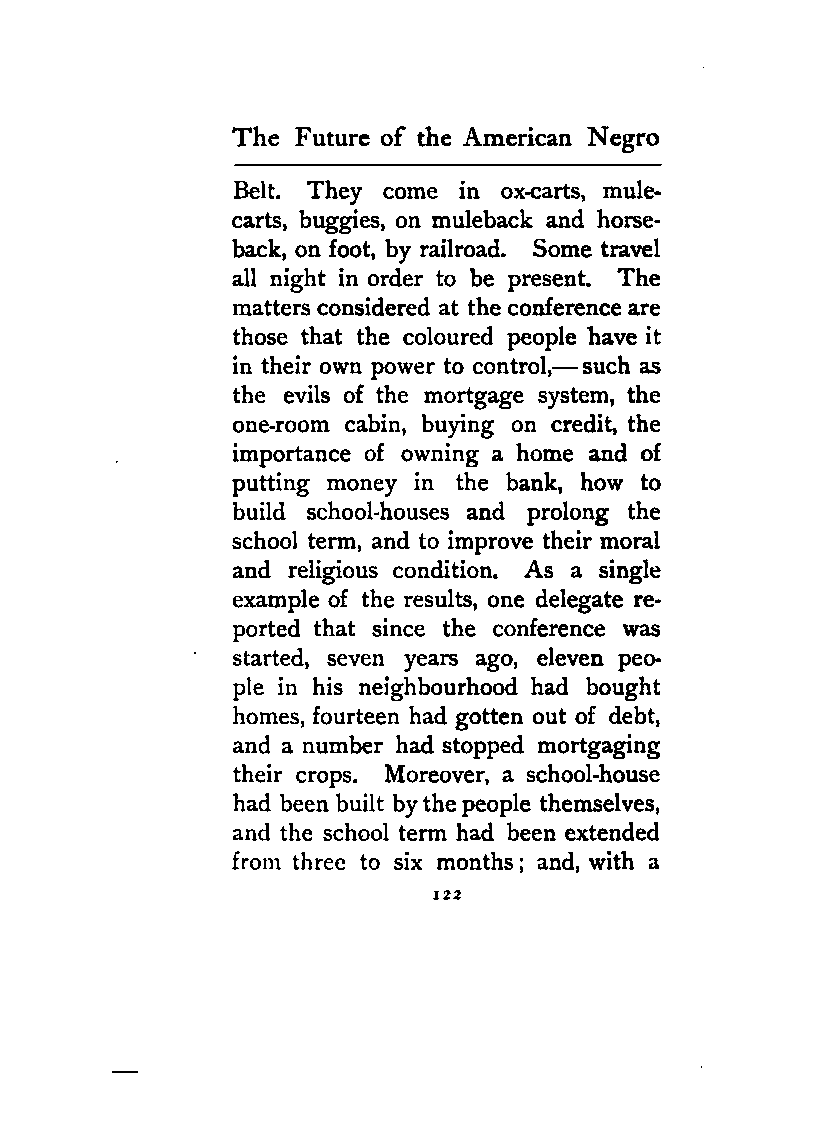 The Future of the American Negro
Belt. They come in ox-carts, mule-
carts, buggies, on muleback and horse-
back, on foot, by railroad. Some travel
all night in order to be present. The
matters considered at the conference are
those that the coloured people have it
in their own power to control,— such as
the evils of the mortgage system, the
one-room cabin, buying on credit, the
importance of owning a home and of
putting money in the bank, how to
build school-houses and prolong the
school term, and to improve their moral
and religious condition. As a single
example of the results, one delegate re-
ported that since the conference was
started, seven years ago, eleven peo-
ple in his neighbourhood had bought
homes, fourteen had gotten out of debt,
and a number had stopped mortgaging
their crops. Moreover, a school-house
had been built by the people themselves,
and the school term had been extended
from three to six months; and, with a
122